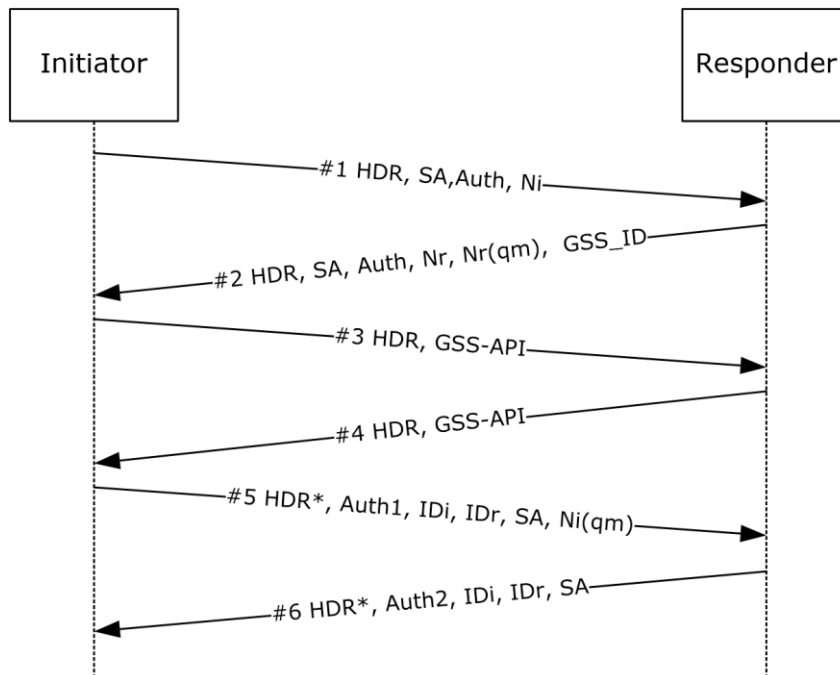 Initiator
Responder
#1 HDR, SA,Auth, Ni
#2 HDR, SA, Auth, Nr, Nr(qm), GSS_ID
#3 HDR, GSS-API
#4 HDR, GSS-API
#5 HDR*, Auth1, IDi, IDr, SA, Ni(qm)
#6 HDR*, Auth2, IDi, IDr, SA